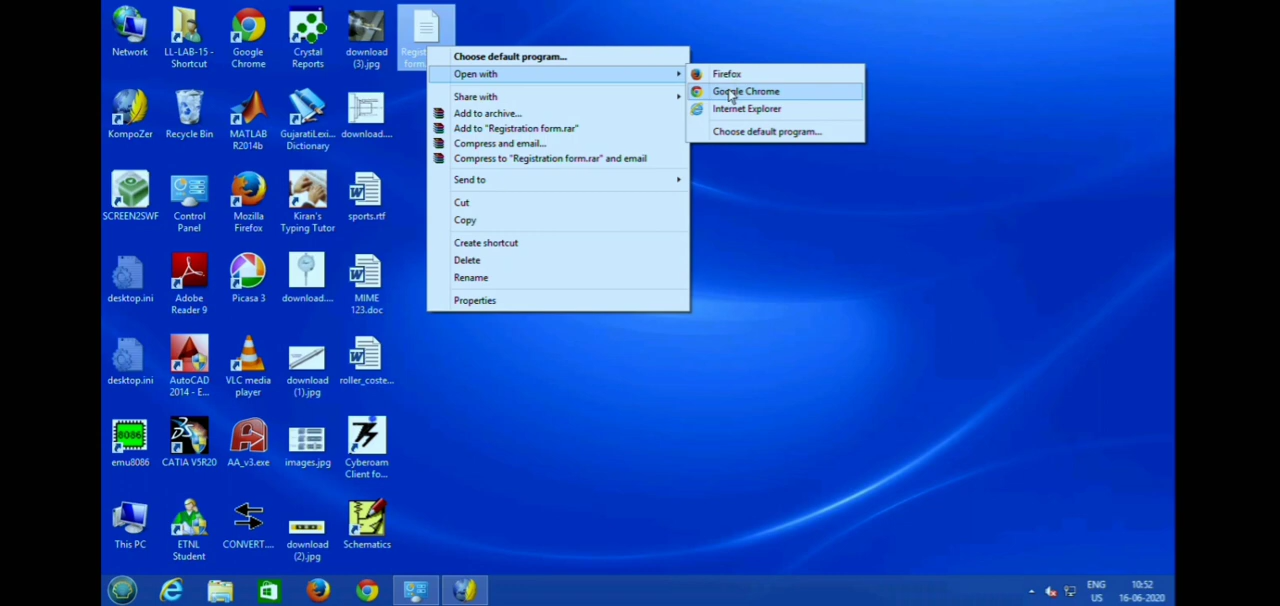 Network
LL-LAB-15 -
Shortcut
Google
Chrome
Crystal
Reports
download
(3).jpg
KompoZer
Recycle Bin
MATLAB
R2014b
GujaratiLexi...
Dictionary
download....
SCREEN2SWF
Control
Panel
Mozilla
Firefox
Kiran's
Typing Tutor
sports.rtf
desktop.ini
Adobe
Reader 9
Picasa 3
download....
MIME
123.doc
desktop.ini
AutoCAD
2014 - E...
VLC media
player
download
(1).jpg
roller_coste...
8086
emu8086
CATIA V5R20
AA_v3.exe
images.jpg
Cyberoam
Client fo...
This PC
ETNL
Student
CONVERT....
download
(2).jpg
Schematics
Choose default program...
Open with
Share with
Add to archive...
Add to "Registration form.rar"
Compress and email...
Compress to "Registration form.rar" and email
Send to
Cut
Copy
Create shortcut
Delete
Rename
Properties
Firefox
Google Chrome
Internet Explorer
Choose default program...
ENG
US
10:52
16-06-2020